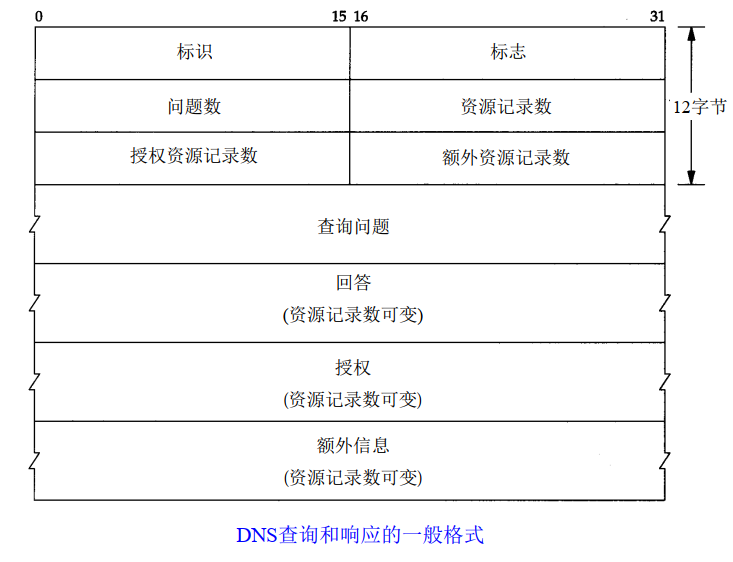 0 15 16 31
标识 标志
问题数 资源记录数
12字节
授权资源记录数 额外资源记录数
查询问题
回答
(资源记录数可变)
授权
(资源记录数可变)
额外信息
(资源记录数可变)
DNS查询和响应的一般格式